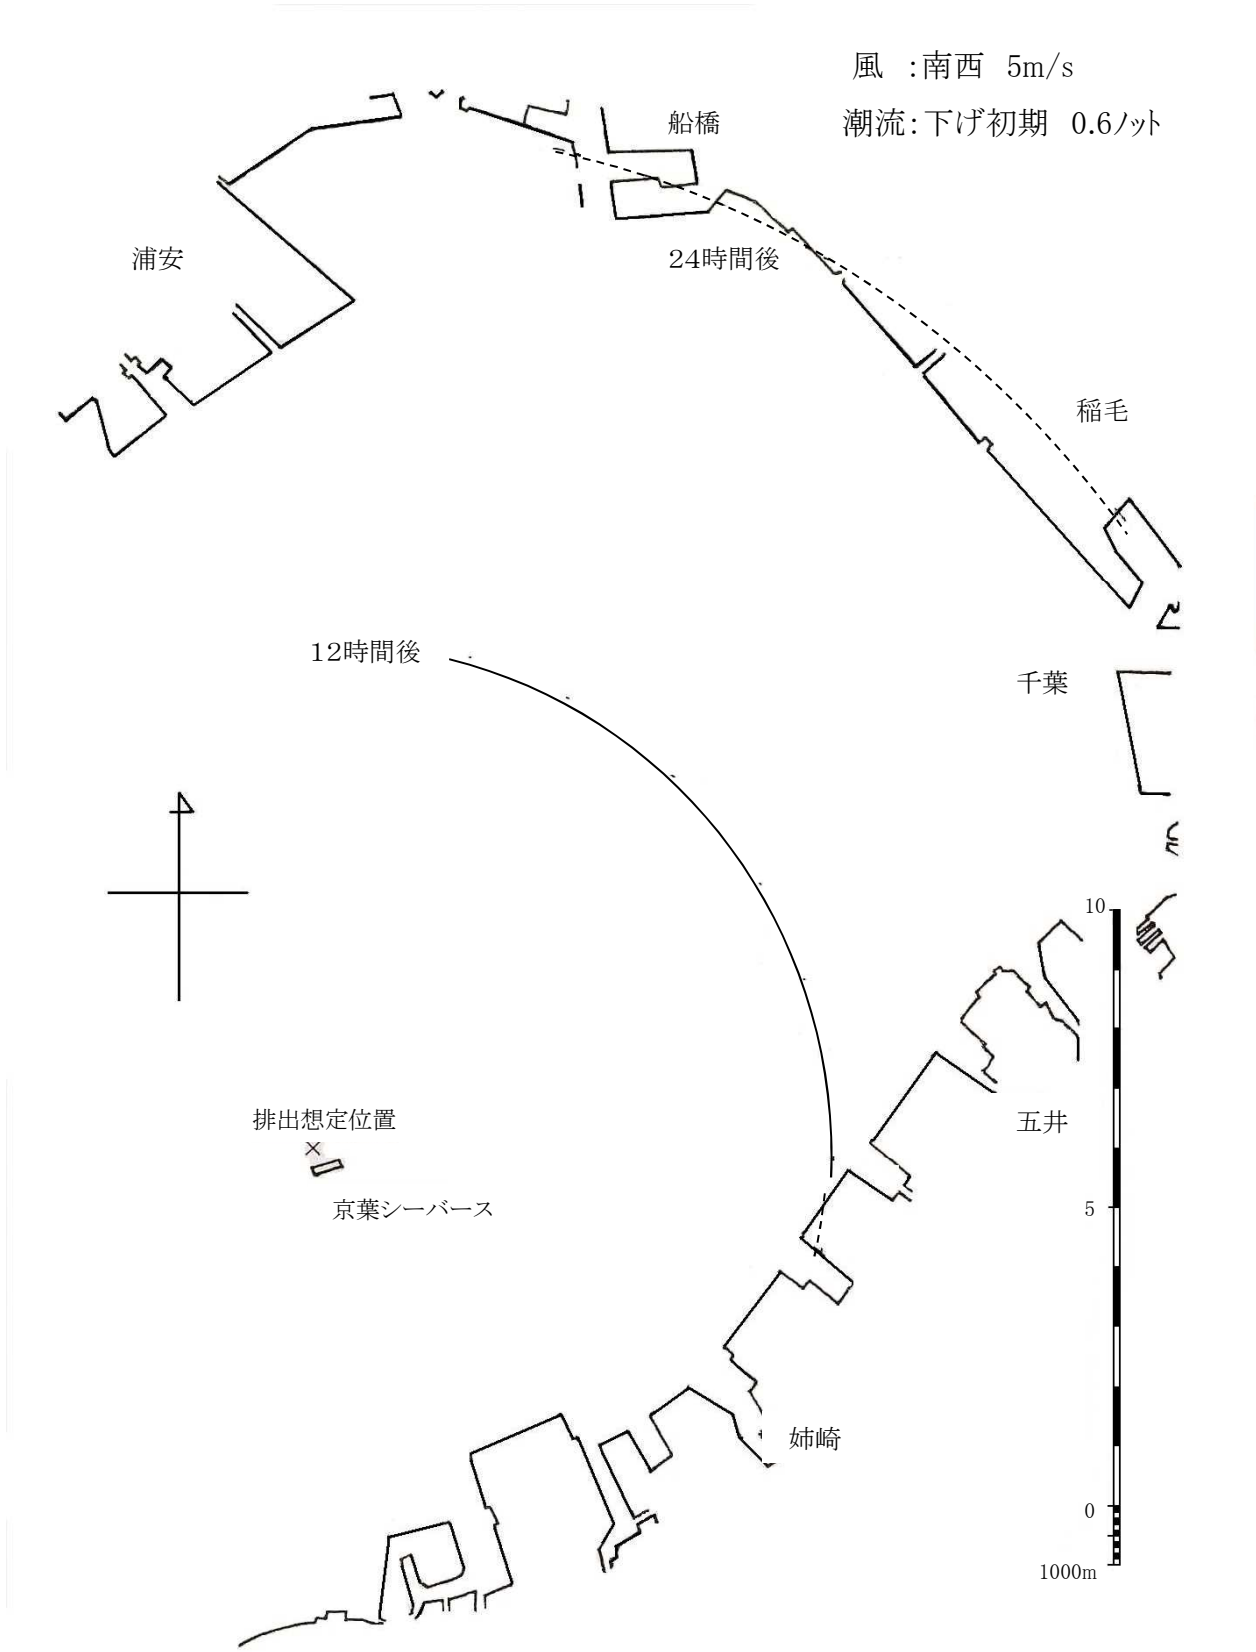 風 :南西 5m/s
潮流:下げ初期 0.6ノット
船橋
浦安
24時間後
稲毛
12時間後
千葉
10
排出想定位置
五井
京葉シーバース
5
姉崎
0
1000m